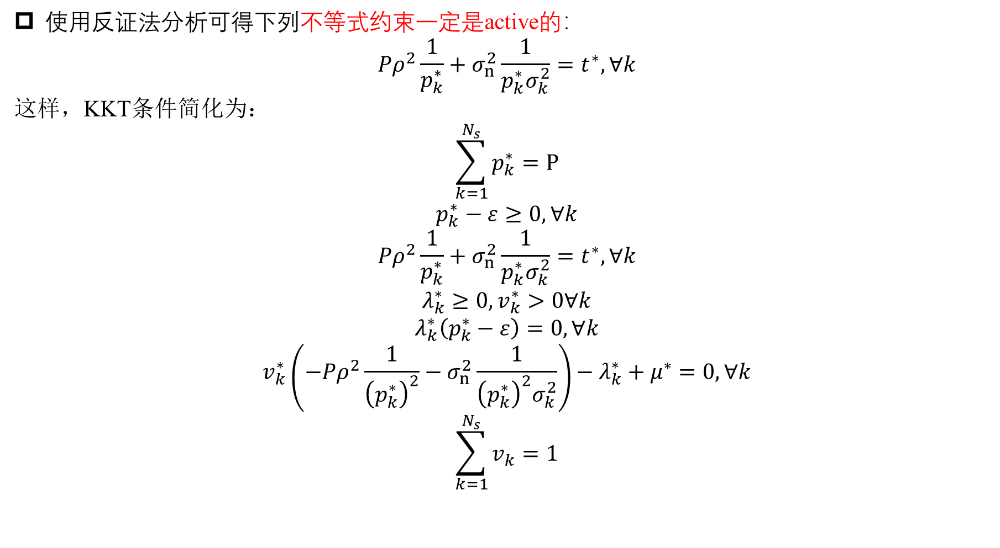 使用反证法分析可得下列不等式约束一定是active的：
$P\rho^2 \frac{1}{p_k^*} + \sigma_{\mathrm{n}}^2 \frac{1}{p_k^* \sigma_k^2} = t^*, \forall k$
这样，KKT条件简化为：
$\sum_{k=1}^{N_s} p_k^* = \mathrm{P}$
$p_k^* - \varepsilon \geq 0, \forall k$
$P\rho^2 \frac{1}{p_k^*} + \sigma_{\mathrm{n}}^2 \frac{1}{p_k^* \sigma_k^2} = t^*, \forall k$
$\lambda_k^* \geq 0, v_k^* > 0 \forall k$
$\lambda_k^* (p_k^* - \varepsilon) = 0, \forall k$
$v_k^* \left( -P\rho^2 \frac{1}{(p_k^*)^2} - \sigma_{\mathrm{n}}^2 \frac{1}{(p_k^*)^2 \sigma_k^2} \right) - \lambda_k^* + \mu^* = 0, \forall k$
$\sum_{k=1}^{N_s} v_k = 1$